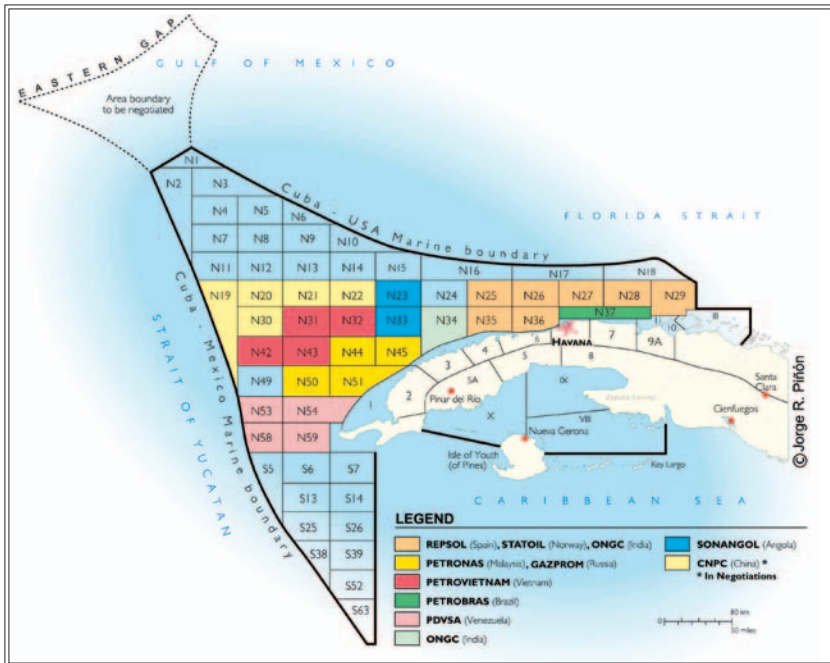 EASTERN GAP
GULF OF MEXICO
Area boundary
to be negotiated
N1
N2
N3
Cuba - USA Marine boundary
N4
N5
N6
FLORIDA STRAIT
N7
N8
N9
N10
N11
N12
N13
N14
N15
N16
N17
N18
Cuba - Mexico Marine boundary
N19
N20
N21
N22
N23
N24
N25
N26
N27
N28
N29
STRAIT OF YUCATAN
N30
N31
N32
N33
N34
N35
N36
N37
II
10
III
HAVANA
N42
N43
N44
N45
3
4
6
5
7
8
9A
N49
N50
N51
1
2
5A
Pinar del Río
IX
Santa
Clara
N53
N54
X
VIII
Cienfuegos
N58
N59
Nueva Gerona
Isle of Youth
(of Pines)
Key Largo
S5
S6
S7
CARIBBEAN SEA
S13
S14
S25
S26
S38
S39
S52
S63
©Jorge R. Piñón
LEGEND
REPSOL (Spain), STATOIL (Norway), ONGC (India)
PETRONAS (Malaysia), GAZPROM (Russia)
PETROVIETNAM (Vietnam)
PETROBRAS (Brazil)
PDVSA (Venezuela)
ONGC (India)
SONANGOL (Angola)
CNPC (China) *
* In Negotiations
0
80 km
50 miles